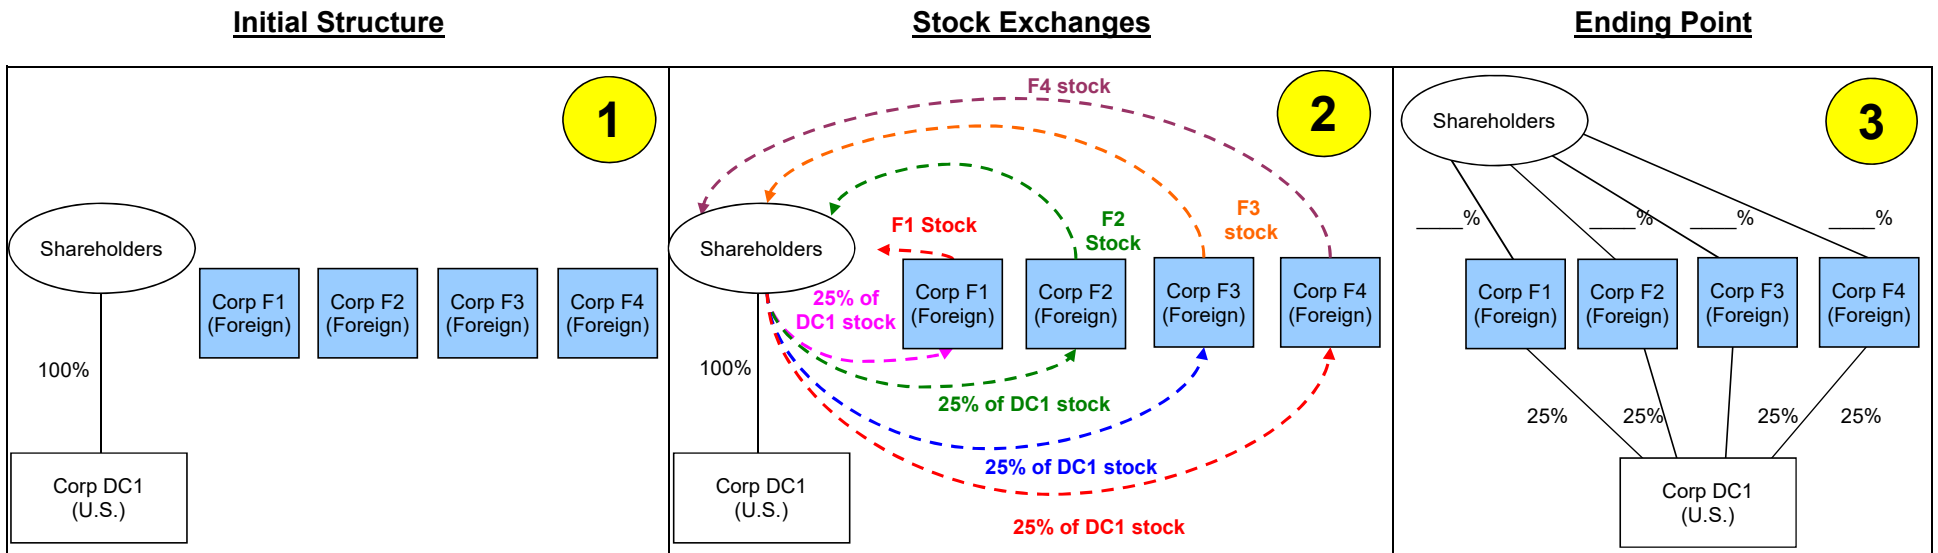 Initial Structure
Stock Exchanges
Ending Point
1
Shareholders
Corp F1
(Foreign)
Corp F2
(Foreign)
Corp F3
(Foreign)
Corp F4
(Foreign)
100%
Corp DC1
(U.S.)
2
F4 stock
F3
stock
F2
Stock
F1 Stock
Shareholders
Corp F1
(Foreign)
Corp F2
(Foreign)
Corp F3
(Foreign)
Corp F4
(Foreign)
25% of
DC1 stock
100%
25% of DC1 stock
25% of DC1 stock
25% of DC1 stock
Corp DC1
(U.S.)
3
Shareholders
____%
____%
____%
____%
Corp F1
(Foreign)
Corp F2
(Foreign)
Corp F3
(Foreign)
Corp F4
(Foreign)
25%
25%
25%
25%
Corp DC1
(U.S.)